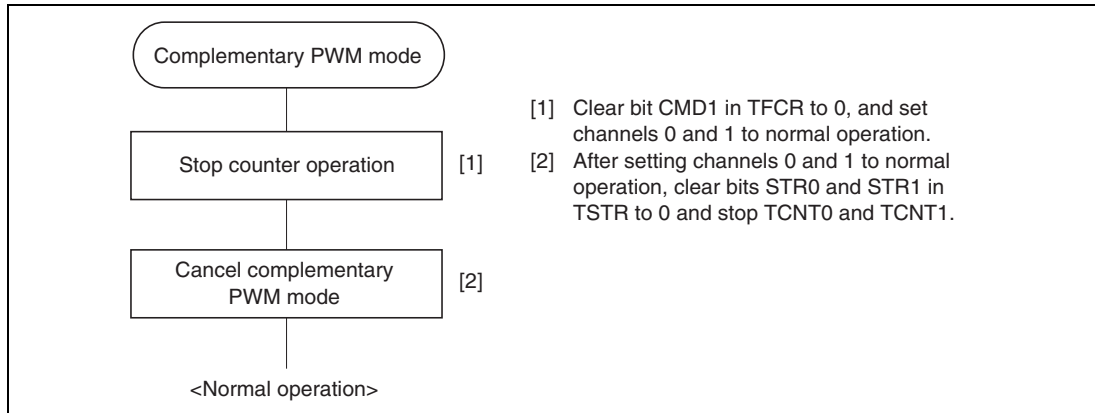 Complementary PWM mode
Stop counter operation
[1]
Cancel complementary
PWM mode
[2]
<Normal operation>
[1] Clear bit CMD1 in TFCR to 0, and set
channels 0 and 1 to normal operation.
[2] After setting channels 0 and 1 to normal
operation, clear bits STR0 and STR1 in
TSTR to 0 and stop TCNT0 and TCNT1.